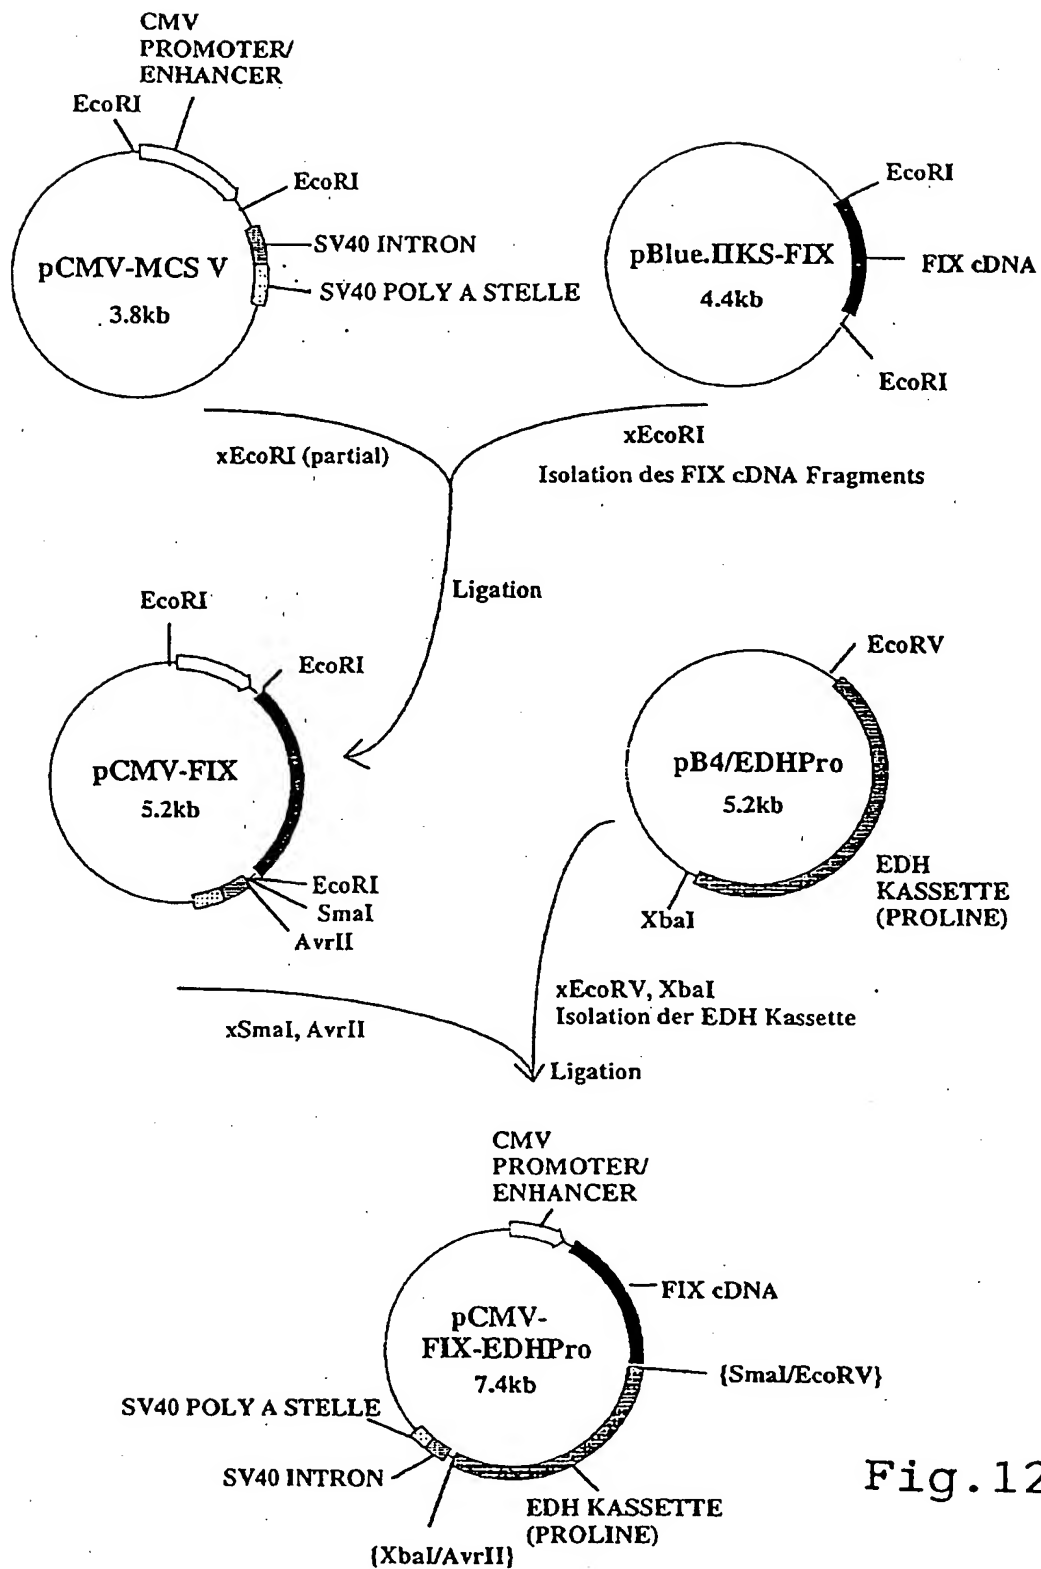 CMV
PROMOTER/
ENHANCER
EcoRI
EcoRI
SV40 INTRON
SV40 POLY A STELLE
pCMV-MCS V
3.8kb
EcoRI
pBlue.IIKS-FIX
4.4kb
FIX cDNA
EcoRI
xEcoRI (partial)
xEcoRI
Isolation des FIX cDNA Fragments
Ligation
EcoRI
EcoRI
pCMV-FIX
5.2kb
EcoRI
SmaI
AvrII
EcoRV
pB4/EDHPro
5.2kb
EDH
KASSETTE
(PROLINE)
XbaI
xSmaI, AvrII
xEcoRV, XbaI
Isolation der EDH Kassette
Ligation
CMV
PROMOTER/
ENHANCER
FIX cDNA
pCMV-
FIX-EDHPro
7.4kb
{SmaI/EcoRV}
SV40 POLY A STELLE
SV40 INTRON
EDH KASSETTE
(PROLINE)
{XbaI/AvrII}
Fig.12